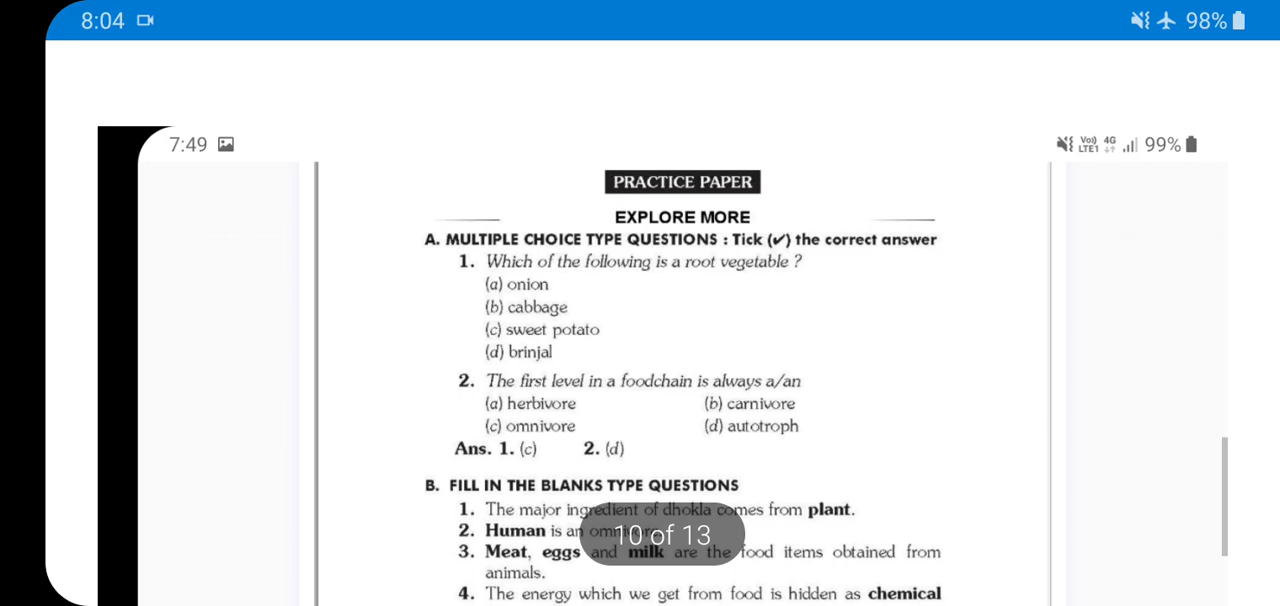 8:04 98%
7:49 Vo)) LTE1 4G 99%
PRACTICE PAPER
EXPLORE MORE
A. MULTIPLE CHOICE TYPE QUESTIONS : Tick (✔) the correct answer
1. Which of the following is a root vegetable ?
(a) onion
(b) cabbage
(c) sweet potato
(d) brinjal
2. The first level in a foodchain is always a/an
(a) herbivore (b) carnivore
(c) omnivore (d) autotroph
Ans. 1. (c) 2. (d)
B. FILL IN THE BLANKS TYPE QUESTIONS
1. The major ingredient of dhokla comes from plant.
2. Human is an omnivore.
10 of 13
3. Meat, eggs and milk are the food items obtained from
animals.
4. The energy which we get from food is hidden as chemical